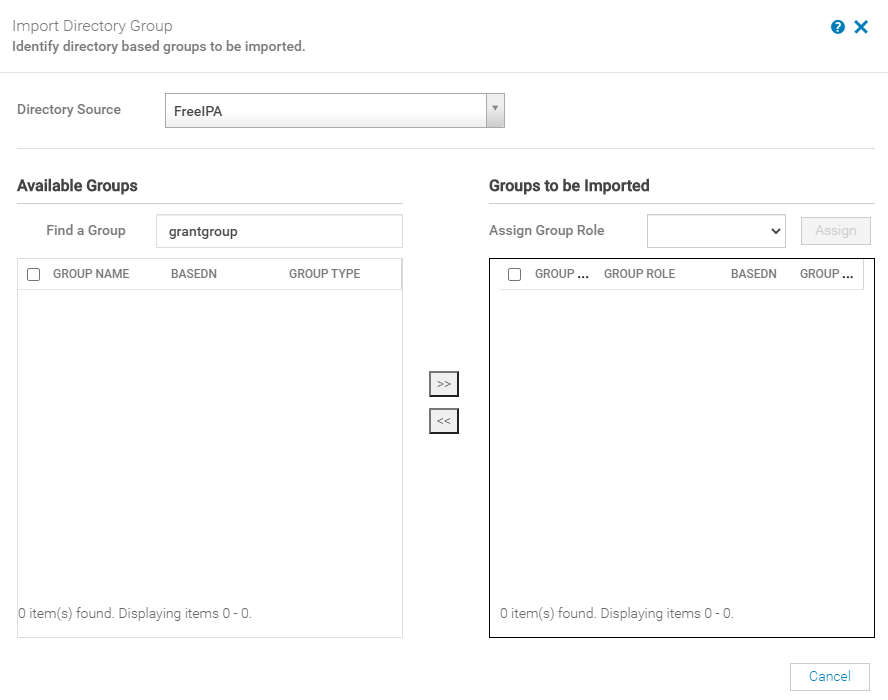 Import Directory Group
Identify directory based groups to be imported.
Directory Source
FreeIPA
Available Groups
Find a Group
grantgroup
GROUP NAME BASEDN GROUP TYPE
0 item(s) found. Displaying items 0 - 0.
>>
<<
Groups to be Imported
Assign Group Role
Assign
GROUP ... GROUP ROLE BASEDN GROUP ...
0 item(s) found. Displaying items 0 - 0.
Cancel